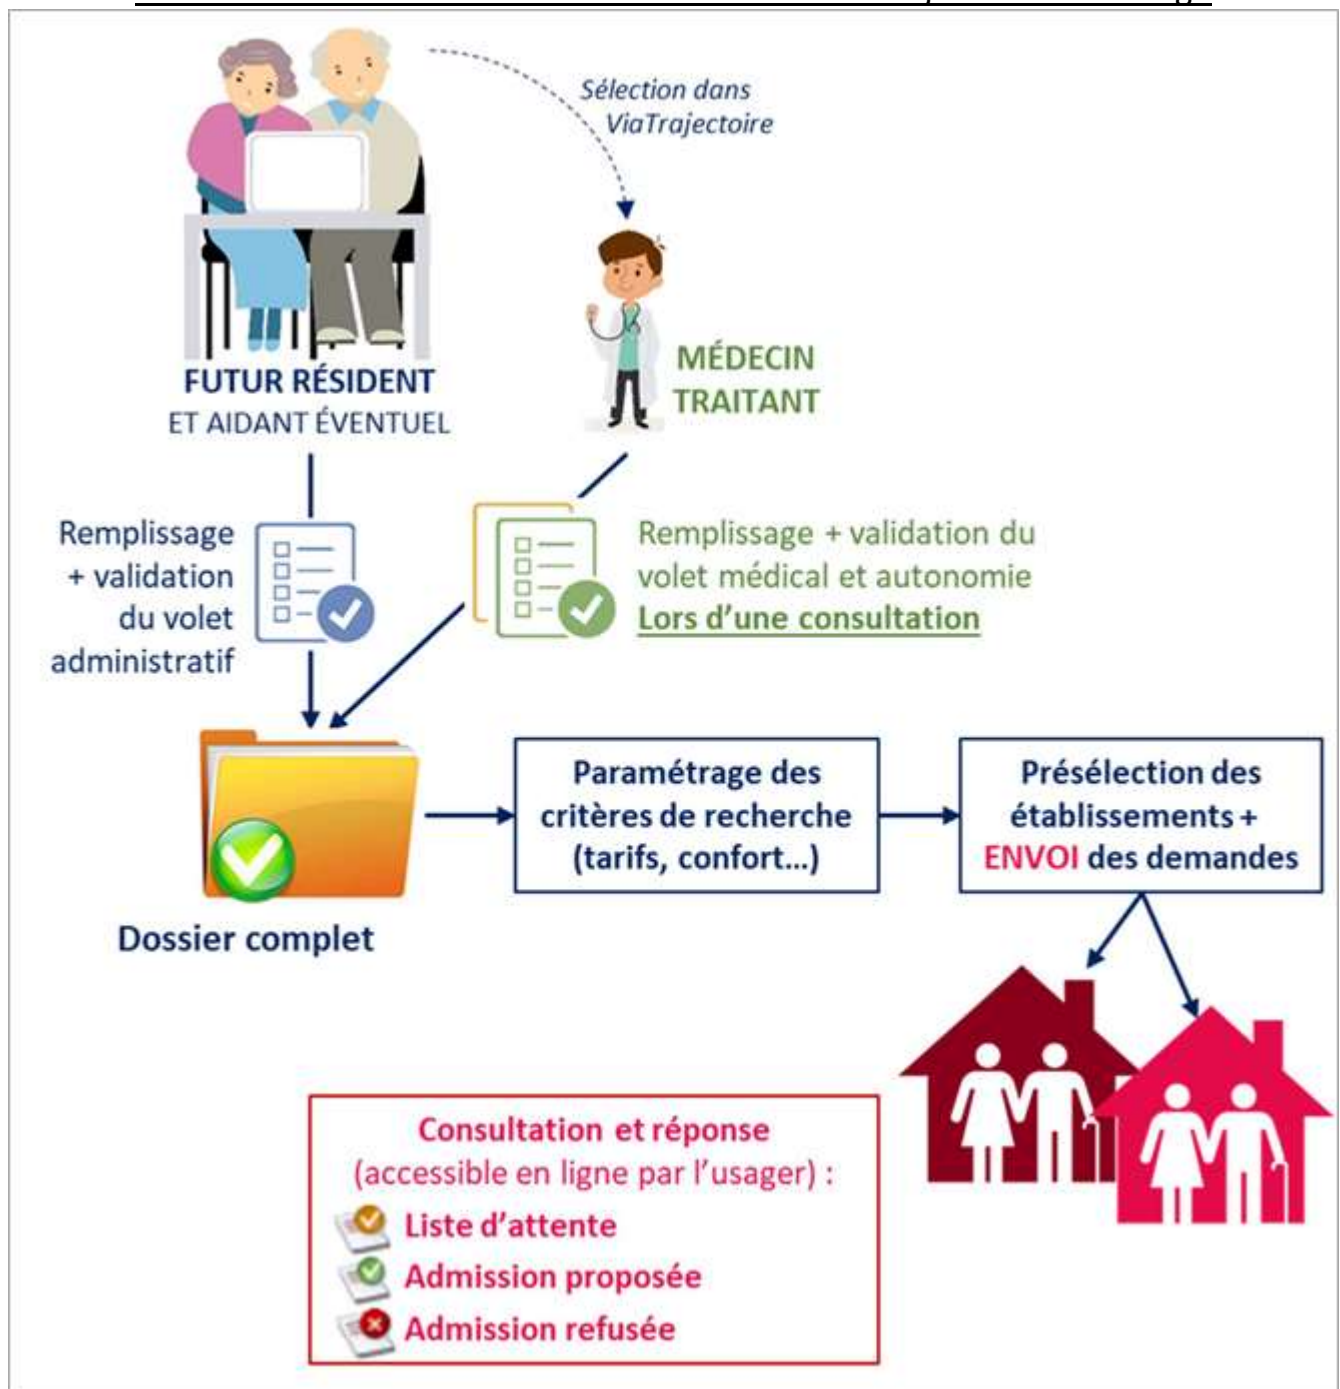 Sélection dans
ViaTrajectoire
MÉDECIN
TRAITANT
FUTUR RÉSIDENT
ET AIDANT ÉVENTUEL
Remplissage
+ validation
du volet
administratif
Remplissage + validation du
volet médical et autonomie
Lors d'une consultation
Dossier complet
Paramétrage des
critères de recherche
(tarifs, confort...)
Présélection des
établissements +
ENVOI des demandes
Consultation et réponse
(accessible en ligne par l'usager) :
Liste d'attente
Admission proposée
Admission refusée